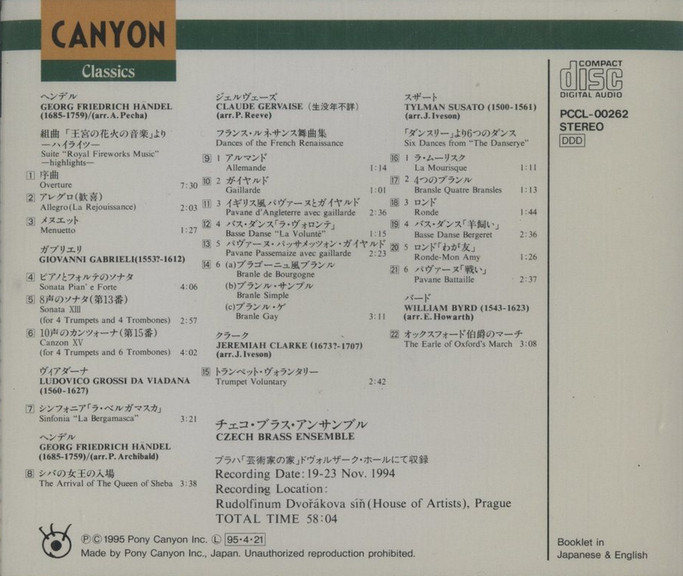 CANYON
Classics
ヘンデル
GEORG FRIEDRICH HÄNDEL
(1685-1759)/(arr.A.Pecha)
組曲「王宮の花火の音楽」より
—ハイライツ—
Suite "Royal Fireworks Music"
—highlights—
1 序曲
Overture 7:30
2 アレグロ(歓喜)
Allegro(La Rejouissance) 2:03
3 メヌエット
Menuetto 1:27
ガブリエリ
GIOVANNI GABRIELI(1553?-1612)
4 ピアノとフォルテのソナタ
Sonata Pian' e Forte 4:06
5 8声のソナタ(第13番)
Sonata XIII
(for 4 Trumpets and 4 Trombones) 2:57
6 10声のカンツォーナ(第15番)
Canzon XV
(for 4 Trumpets and 6 Trombones) 4:02
ヴィアダーナ
LUDOVICO GROSSI DA VIADANA
(1560-1627)
7 シンフォニア「ラ・ベルガマスカ」
Sinfonia "La Bergamasca" 3:21
ヘンデル
GEORG FRIEDRICH HÄNDEL
(1685-1759)/(arr.P.Archibald)
8 シバの女王の入場
The Arrival of The Queen of Sheba 3:38
ジェルヴェーズ
CLAUDE GERVAISE (生没年不詳)
(arr.P.Reeve)
フランス・ルネサンス舞曲集
Dances of the French Renaissance
9 1 アルマンド
Allemande 1:14
10 2 ガイヤルド
Gaillarde 1:01
11 3 イギリス風パヴァーヌとガイヤルド
Pavane d'Angleterre avec gaillarde 2:36
12 4 バス・ダンス「ラ・ヴォロンテ」
Basse Danse "La Volunté" 1:15
13 5 パヴァーヌ・パッサメッツォン・ガイヤルド
Pavane Passemaize avec gaillarde 2:23
14 6 (a)ブラゴーニュ風ブランル
Branle de Bourgogne
(b)ブランル・サンプル
Branle Simple
(c)ブランル・ゲ
Branle Gay 3:11
クラーク
JEREMIAH CLARKE (1673?-1707)
(arr.J.Iveson)
15 トランペット・ヴォランタリー
Trumpet Voluntary 2:42
スザート
TYLMAN SUSATO (1500-1561)
(arr.J.Iveson)
「ダンスリー」より6つのダンス
Six Dances from "The Danserye"
16 1 ラ・ムーリスク
La Mourisque 1:11
17 2 4つのブランル
Bransle Quatre Bransles 1:13
18 3 ロンド
Ronde 1:44
19 4 バス・ダンス「羊飼い」
Basse Danse Bergeret 2:36
20 5 ロンド「わが友」
Ronde-Mon Amy 1:26
21 6 パヴァーヌ「戦い」
Pavane Battaille 2:37
バード
WILLIAM BYRD (1543-1623)
(arr.E.Howarth)
22 オックスフォード伯爵のマーチ
The Earle of Oxford's March 3:08
チェコ・ブラス・アンサンブル
CZECH BRASS ENSEMBLE
プラハ「芸術家の家」ドヴォルザーク・ホールにて収録
Recording Date:19-23 Nov. 1994
Recording Location:
Rudolfinum Dvořákova síň(House of Artists), Prague
TOTAL TIME 58:04
COMPACT
disc
DIGITAL AUDIO
PCCL-00262
STEREO
DDD
Ⓟ©1995 Pony Canyon Inc. Ⓛ 95・4・21
Made by Pony Canyon Inc., Japan. Unauthorized reproduction prohibited.
Booklet in
Japanese & English